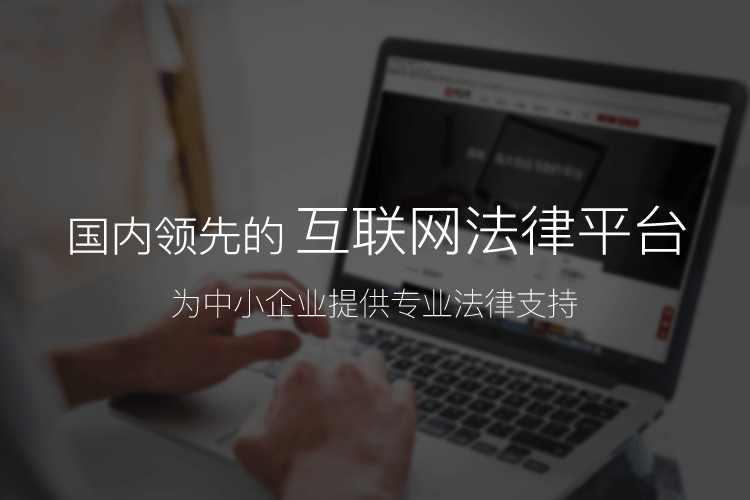 国内领先的 互联网法律平台
为中小企业提供专业法律支持